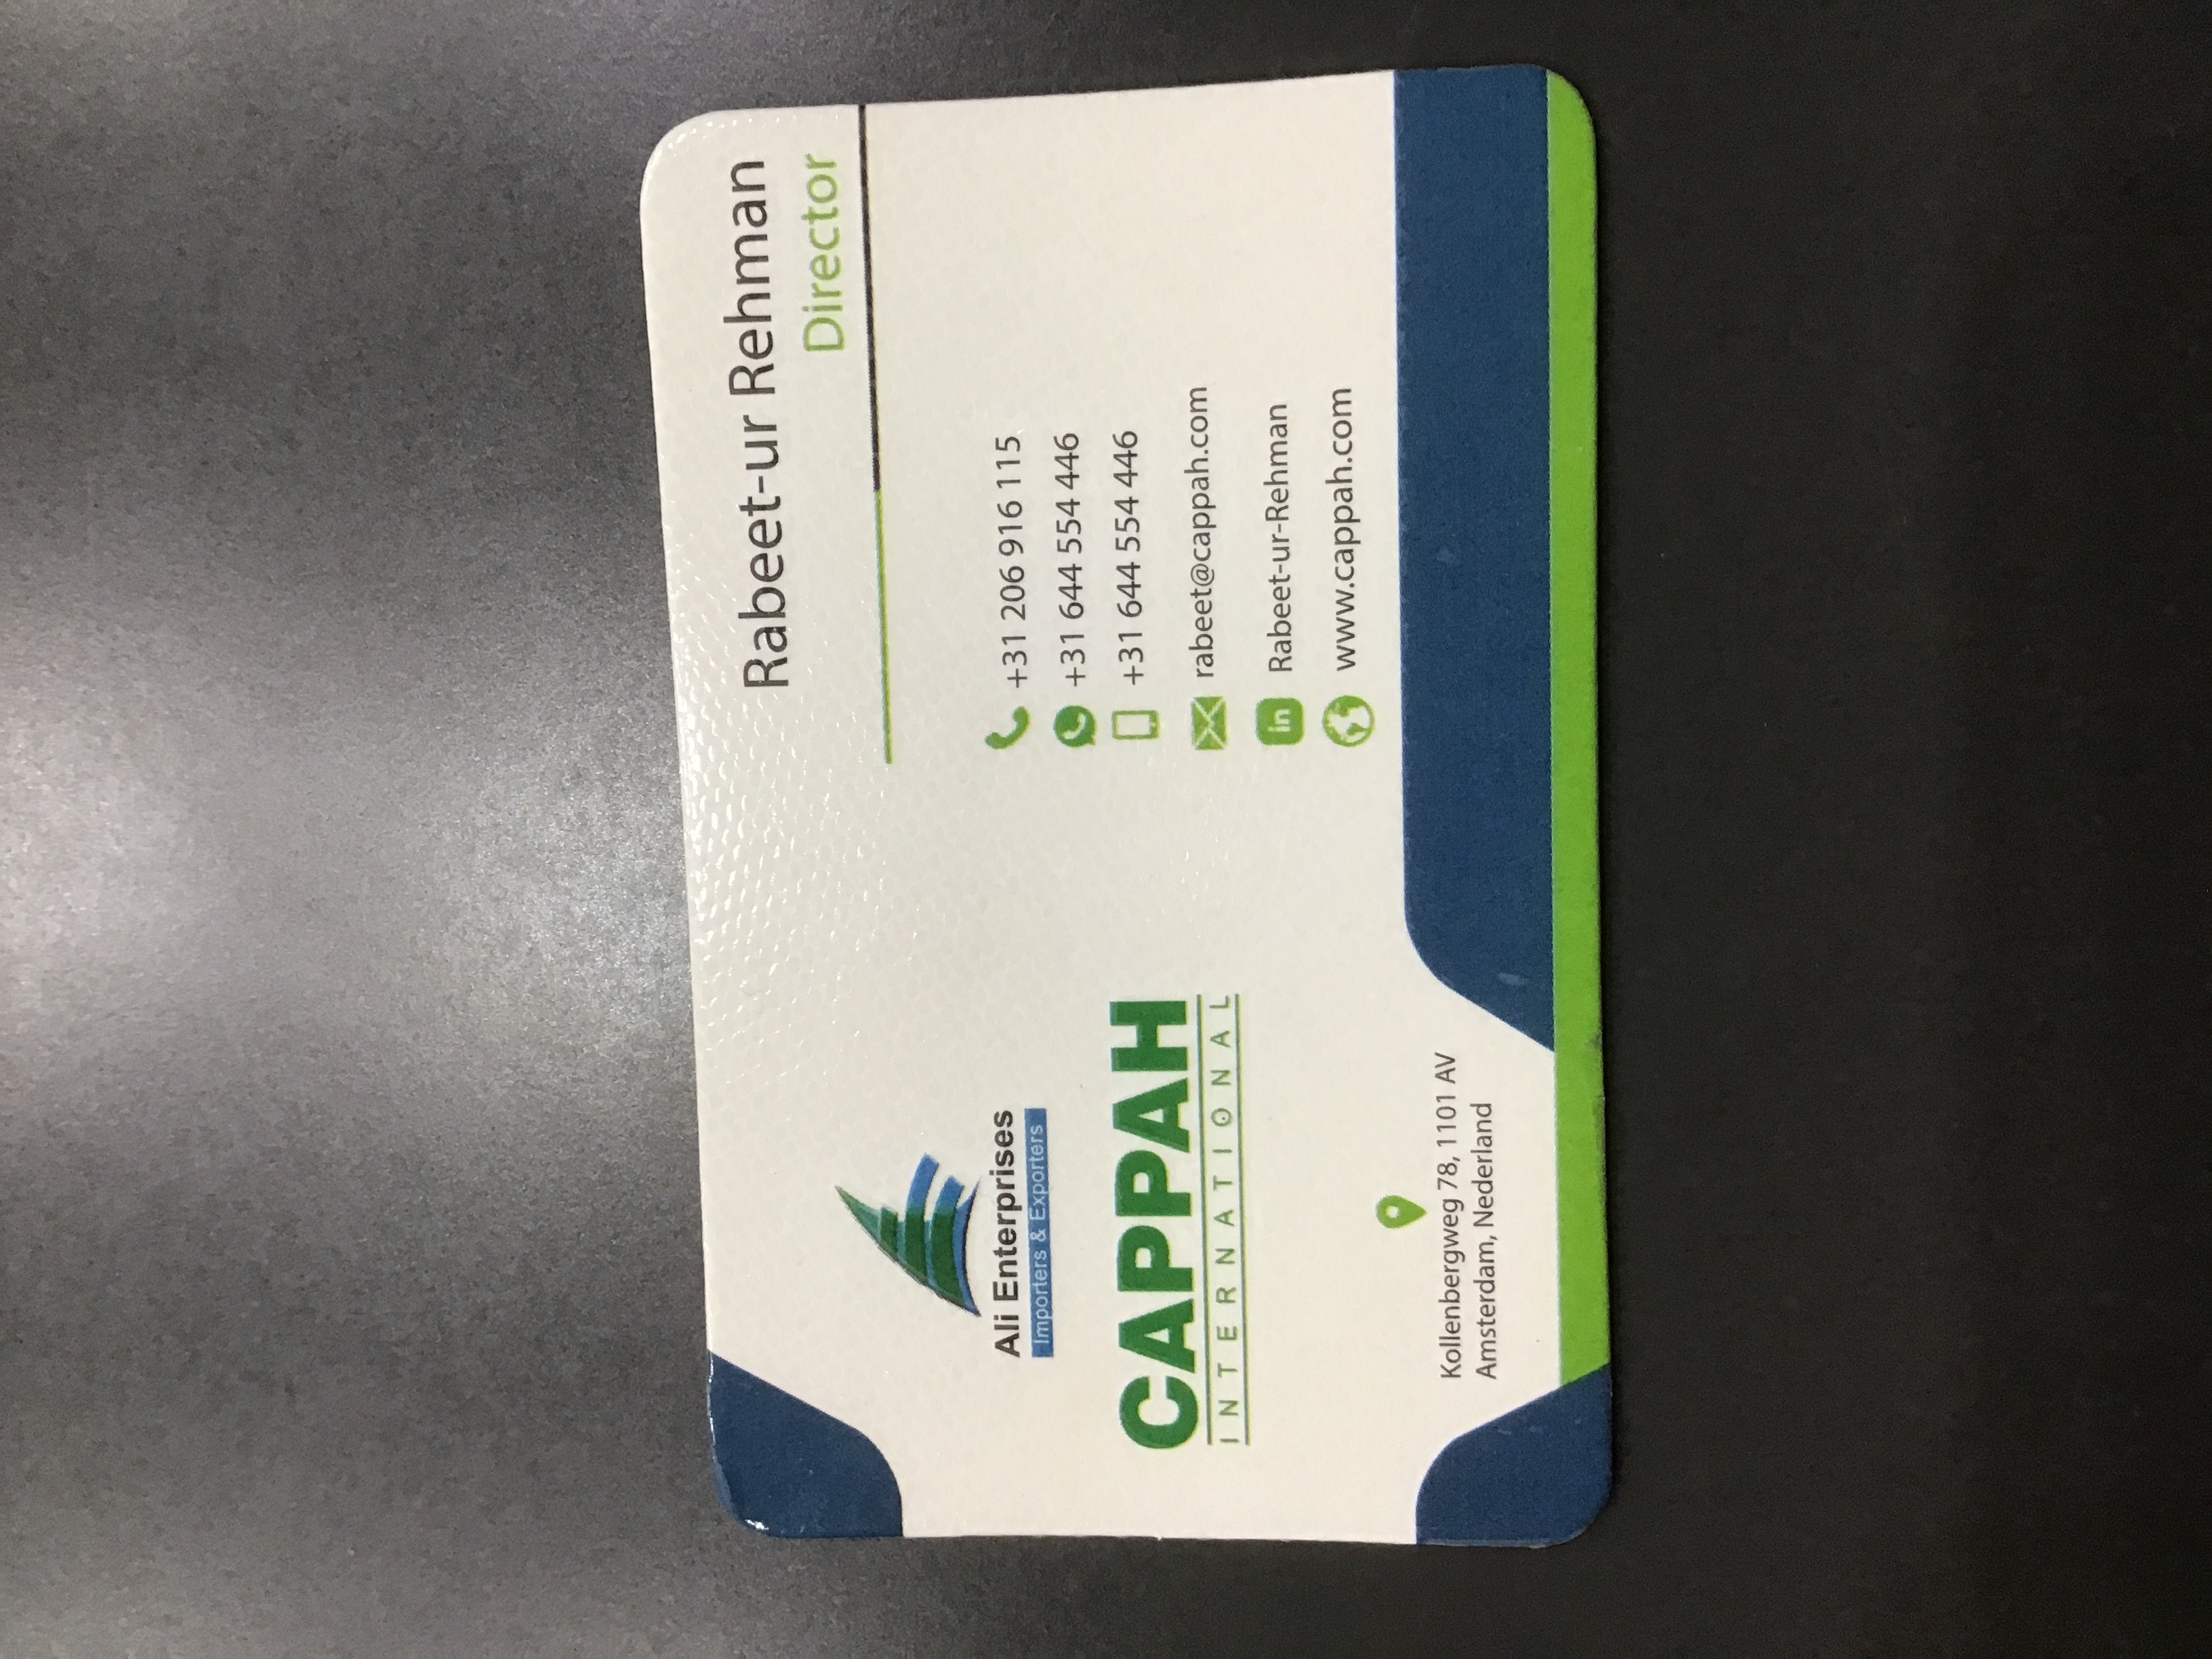 Rabeet-ur Rehman
Director
Ali Enterprises
Importers & Exporters
CAPPAH
INTERNATIONAL
Kollenbergweg 78, 1101 AV
Amsterdam, Nederland
+31 206 916 115
+31 644 554 446
+31 644 554 446
rabeet@cappah.com
in Rabeet-ur-Rehman
www.cappah.com